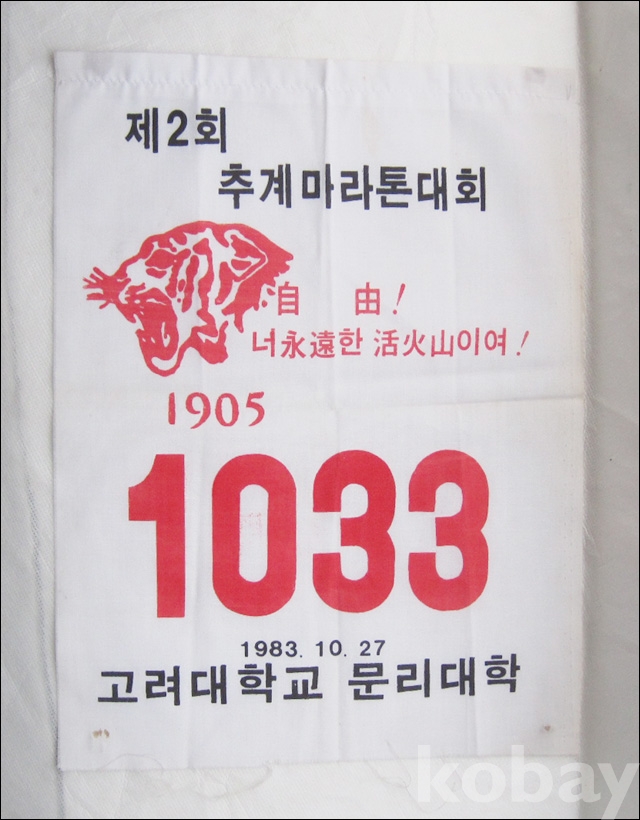 제2회
추계마라톤대회
自 由!
너永遠한 活火山이여!
1905
1033
1983. 10. 27
고려대학교 문리대학
kobay